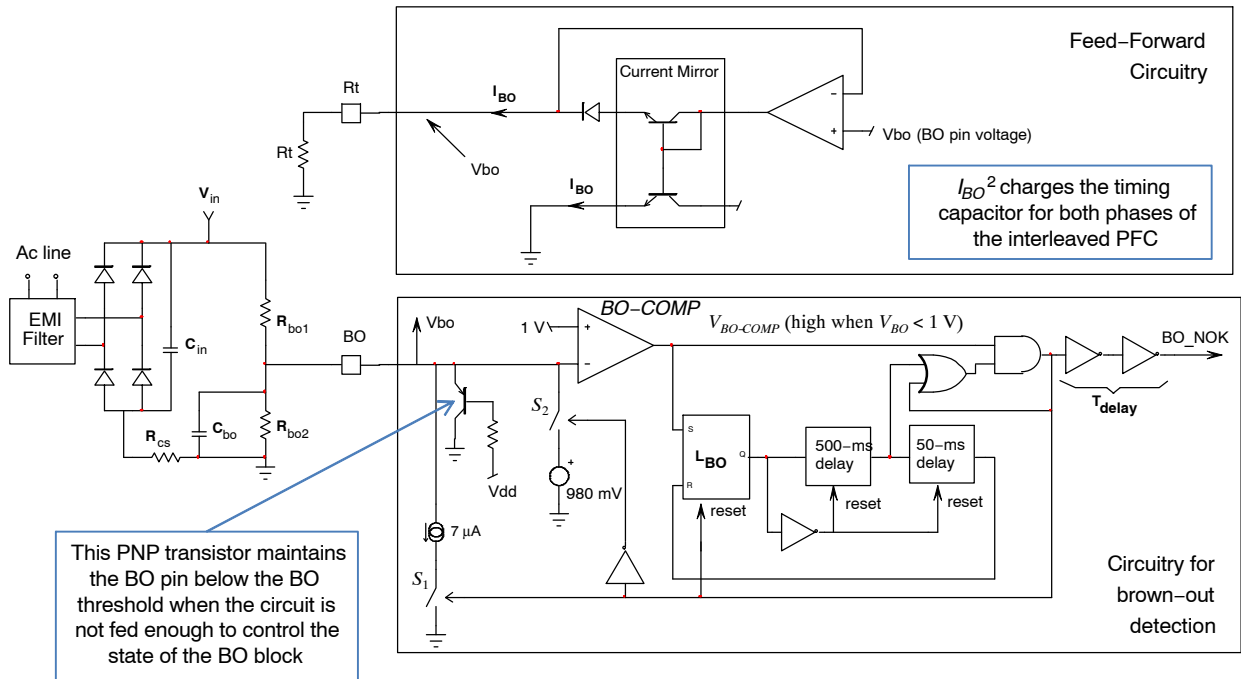 Feed–Forward
Circuitry
Current Mirror
Rt
I_BO
–
+
Vbo (BO pin voltage)
Rt
Vbo
I_BO
I_BO² charges the timing
capacitor for both phases of
the interleaved PFC
V_in
Ac line
EMI
Filter
C_in
R_bo1
BO
Vbo
R_cs
C_bo
R_bo2
BO–COMP
1 V
+
–
V_BO-COMP (high when V_BO < 1 V)
BO_NOK
T_delay
S_2
+
980 mV
Vdd
S
L_BO
Q
R
reset
500–ms
delay
reset
50–ms
delay
reset
7 µA
S_1
Circuitry for
brown–out
detection
This PNP transistor maintains
the BO pin below the BO
threshold when the circuit is
not fed enough to control the
state of the BO block